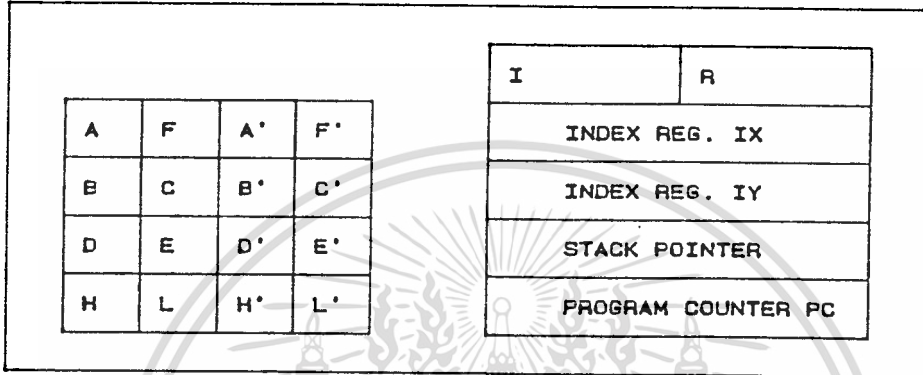 A F A' F'
B C B' C'
D E D' E'
H L H' L'
I R
INDEX REG. IX
INDEX REG. IY
STACK POINTER
PROGRAM COUNTER PC